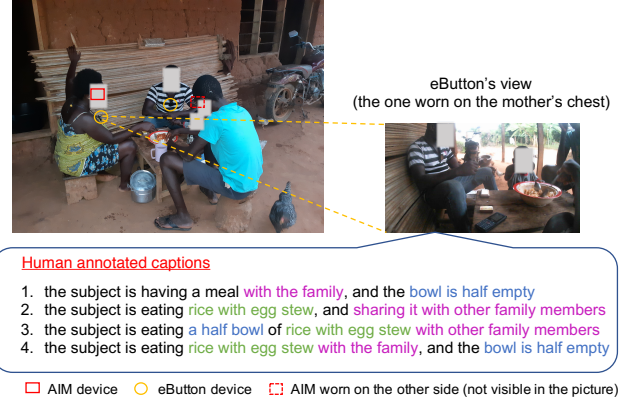 eButton's view
(the one worn on the mother's chest)
Human annotated captions
1. the subject is having a meal with the family, and the bowl is half empty
2. the subject is eating rice with egg stew, and sharing it with other family members
3. the subject is eating a half bowl of rice with egg stew with other family members
4. the subject is eating rice with egg stew with the family, and the bowl is half empty
AIM device eButton device AIM worn on the other side (not visible in the picture)